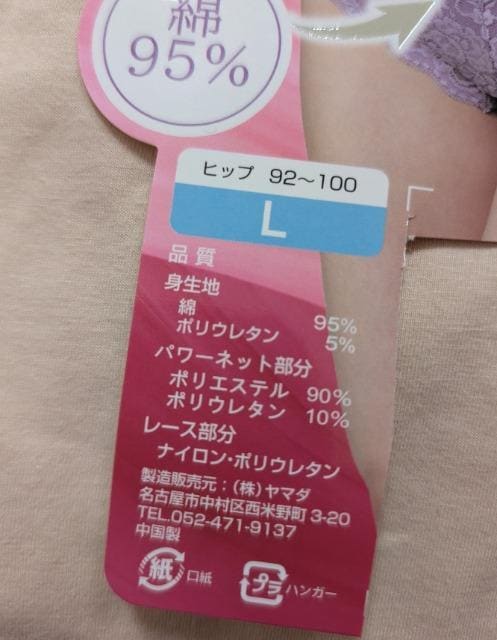 綿
95%
ヒップ 92〜100
L
品質
身生地
綿 95%
ポリウレタン 5%
パワーネット部分
ポリエステル 90%
ポリウレタン 10%
レース部分
ナイロン・ポリウレタン
製造販売元:(株)ヤマダ
名古屋市中村区西米野町3-20
TEL.052-471-9137
中国製
紙 口紙
プラ ハンガー